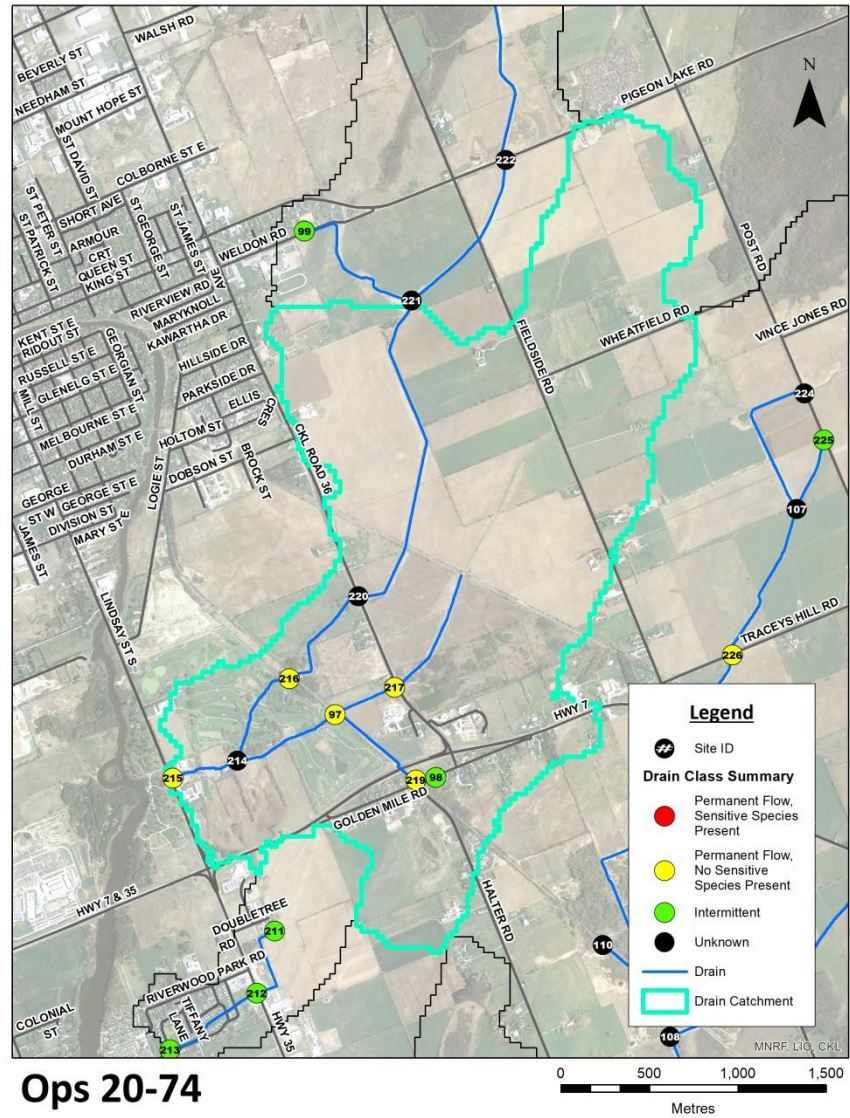 WALSH RD
BEVERLY ST
NEEDHAM ST
MOUNT HOPE ST
ST DAVID ST
COLBORNE ST E
SHORT AVE
ST PETER ST
ST PATRICK ST
ARMOUR
CRT
QUEEN ST
KING ST
ST GEORGE ST
ST JAMES ST
AVE
WELDON RD
RIVERVIEW RD
MARYKNOLL
KAWARTHA DR
PIGEON LAKE RD
N
222
99
221
POST RD
FIELDSIDE RD
WHEATFIELD RD
VINCE JONES RD
KENT ST E
RIDOUT ST
RUSSELL ST E
GLENELG ST E
MILL ST
MELBOURNE ST E
DURHAM ST E
GEORGIAN ST
HILLSIDE DR
PARKSIDE DR
ELLIS
CRES
HOLTOM ST
DOBSON ST
BROCK ST
LOGIE ST
CKL ROAD 36
GEORGE
ST W
GEORGE ST E
DIVISION ST
MARY ST E
JAMES ST
LINDSAY ST S
224
225
107
TRACEYS HILL RD
226
220
216
217
97
214
215
219
98
HWY 7
GOLDEN MILE RD
HALTER RD
HWY 7 & 35
DOUBLETREE
RD
211
RIVERWOOD PARK RD
212
TIFFANY
LANE
HWY 35
COLONIAL
ST
213
110
108
Legend
##
Site ID
Drain Class Summary
Permanent Flow,
Sensitive Species
Present
Permanent Flow,
No Sensitive
Species Present
Intermittent
Unknown
Drain
Drain Catchment
MNRF, LIO, CKL
Ops 20-74
0 500 1,000 1,500
Metres